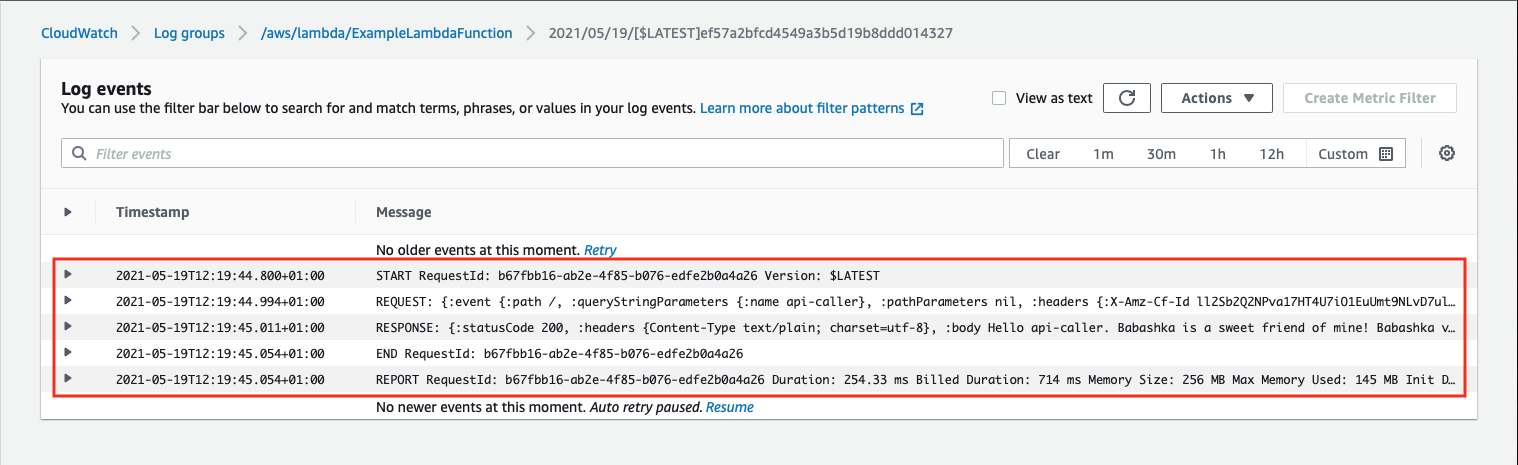 CloudWatch > Log groups > /aws/lambda/ExampleLambdaFunction > 2021/05/19/[$LATEST]ef57a2bfcd4549a3b5d19b8ddd014327
Log events
You can use the filter bar below to search for and match terms, phrases, or values in your log events. Learn more about filter patterns
View as text
Actions
Create Metric Filter
Filter events
Clear 1m 30m 1h 12h Custom
Timestamp Message
No older events at this moment. Retry
2021-05-19T12:19:44.800+01:00 START RequestId: b67fbb16-ab2e-4f85-b076-edfe2b0a4a26 Version: $LATEST
2021-05-19T12:19:44.994+01:00 REQUEST: {:event {:path /, :queryStringParameters {:name api-caller}, :pathParameters nil, :headers {:X-Amz-Cf-Id ll2Sb2Q2NPva17HT4U7iO1EuUmt9NLvD7ul…
2021-05-19T12:19:45.011+01:00 RESPONSE: {:statusCode 200, :headers {Content-Type text/plain; charset=utf-8}, :body Hello api-caller. Babashka is a sweet friend of mine! Babashka v…
2021-05-19T12:19:45.054+01:00 END RequestId: b67fbb16-ab2e-4f85-b076-edfe2b0a4a26
2021-05-19T12:19:45.054+01:00 REPORT RequestId: b67fbb16-ab2e-4f85-b076-edfe2b0a4a26 Duration: 254.33 ms Billed Duration: 714 ms Memory Size: 256 MB Max Memory Used: 145 MB Init D…
No newer events at this moment. Auto retry paused. Resume